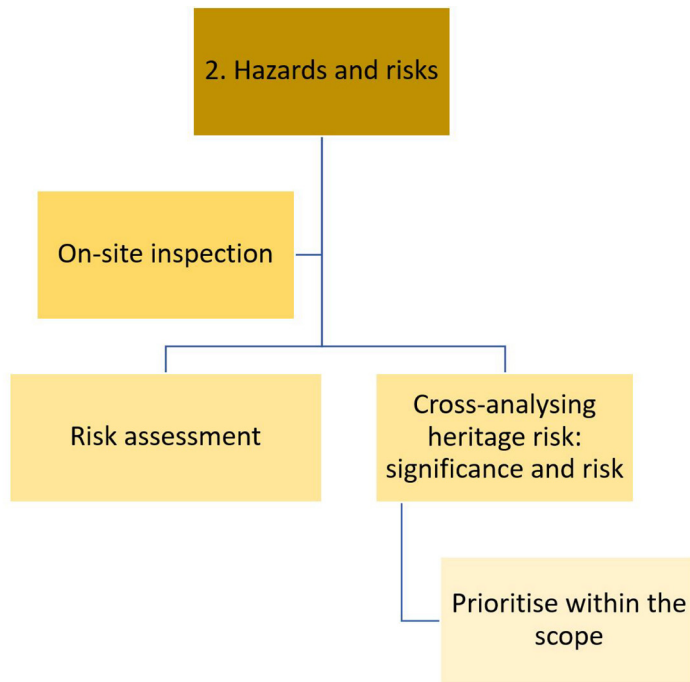 2. Hazards and risks
On-site inspection
Risk assessment
Cross-analysing
heritage risk:
significance and risk
Prioritise within the
scope